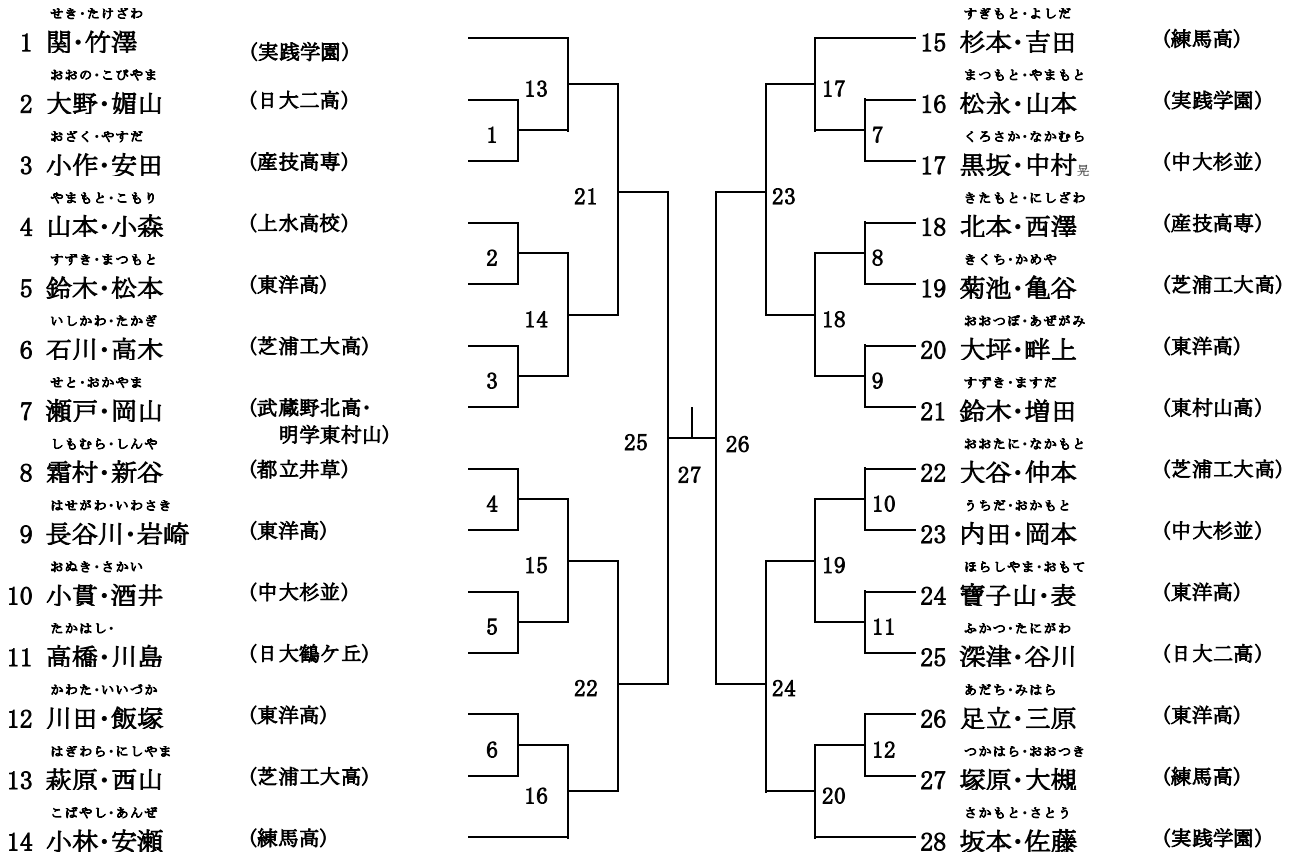 せき・たけざわ
1 関・竹澤 (実践学園)
おおの・こびやま
2 大野・媚山 (日大二高)
おざく・やすだ
3 小作・安田 (産技高専)
やまもと・こもり
4 山本・小森 (上水高校)
すずき・まつもと
5 鈴木・松本 (東洋高)
いしかわ・たかぎ
6 石川・高木 (芝浦工大高)
せと・おかやま
7 瀬戸・岡山 (武蔵野北高・
明学東村山)
しもむら・しんや
8 霜村・新谷 (都立井草)
はせがわ・いわさき
9 長谷川・岩崎 (東洋高)
おぬき・さかい
10 小貫・酒井 (中大杉並)
たかはし・
11 高橋・川島 (日大鶴ケ丘)
かわた・いいづか
12 川田・飯塚 (東洋高)
はぎわら・にしやま
13 萩原・西山 (芝浦工大高)
こばやし・あんぜ
14 小林・安瀬 (練馬高)
13
1
21
2
14
3
25
4
15
5
22
6
16
27
17
7
23
8
18
9
26
10
19
11
24
12
20
すぎもと・よしだ
15 杉本・吉田 (練馬高)
まつもと・やまもと
16 松永・山本 (実践学園)
くろさか・なかむら
17 黒坂・中村晃 (中大杉並)
きたもと・にしざわ
18 北本・西澤 (産技高専)
きくち・かめや
19 菊池・亀谷 (芝浦工大高)
おおつぼ・あぜがみ
20 大坪・畔上 (東洋高)
すずき・ますだ
21 鈴木・増田 (東村山高)
おおたに・なかもと
22 大谷・仲本 (芝浦工大高)
うちだ・おかもと
23 内田・岡本 (中大杉並)
ほらしやま・おもて
24 寶子山・表 (東洋高)
ふかつ・たにがわ
25 深津・谷川 (日大二高)
あだち・みはら
26 足立・三原 (東洋高)
つかはら・おおつき
27 塚原・大槻 (練馬高)
さかもと・さとう
28 坂本・佐藤 (実践学園)